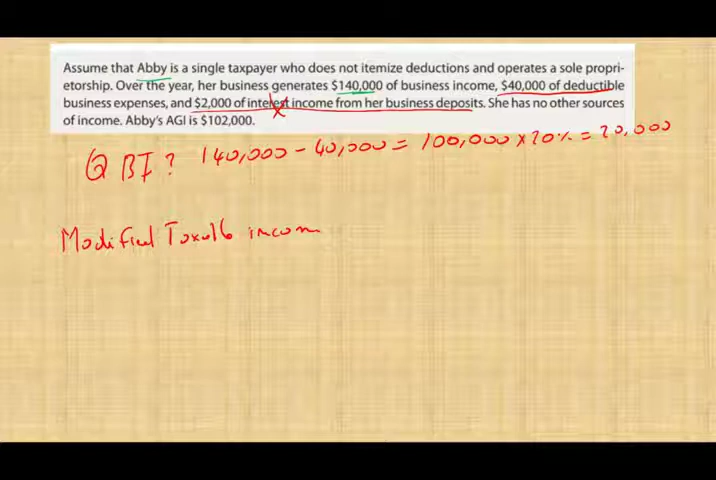 Assume that Abby is a single taxpayer who does not itemize deductions and operates a sole propri-
etorship. Over the year, her business generates $140,000 of business income, $40,000 of deductible
business expenses, and $2,000 of interest income from her business deposits. She has no other sources
of income. Abby's AGI is $102,000.
QBI? 140,000 - 40,000 = 100,000 x 20% = 20,000
Modified Taxable incom